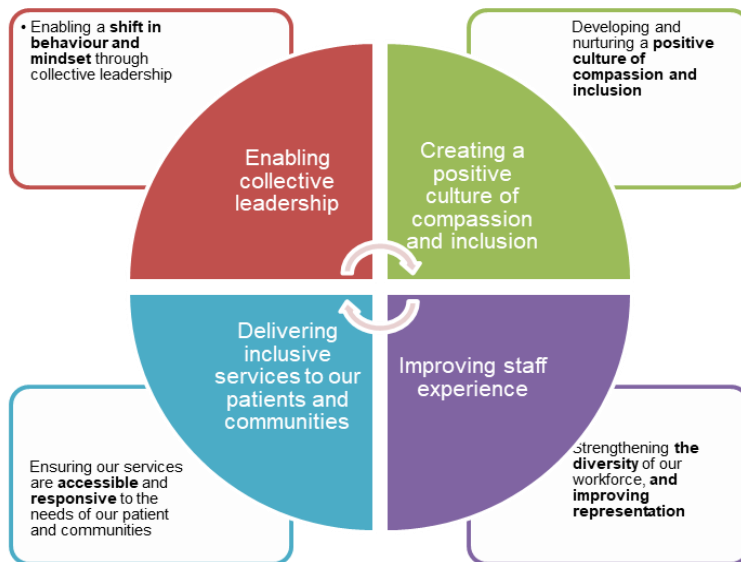 • Enabling a shift in
behaviour and
mindset through
collective leadership
Developing and
nurturing a positive
culture of
compassion and
inclusion
Enabling
collective
leadership
Creating a
positive
culture of
compassion
and inclusion
Delivering
inclusive
services to our
patients and
communities
Improving staff
experience
Ensuring our services
are accessible and
responsive to the
needs of our patient
and communities
Strengthening the
diversity of our
workforce, and
improving
representation